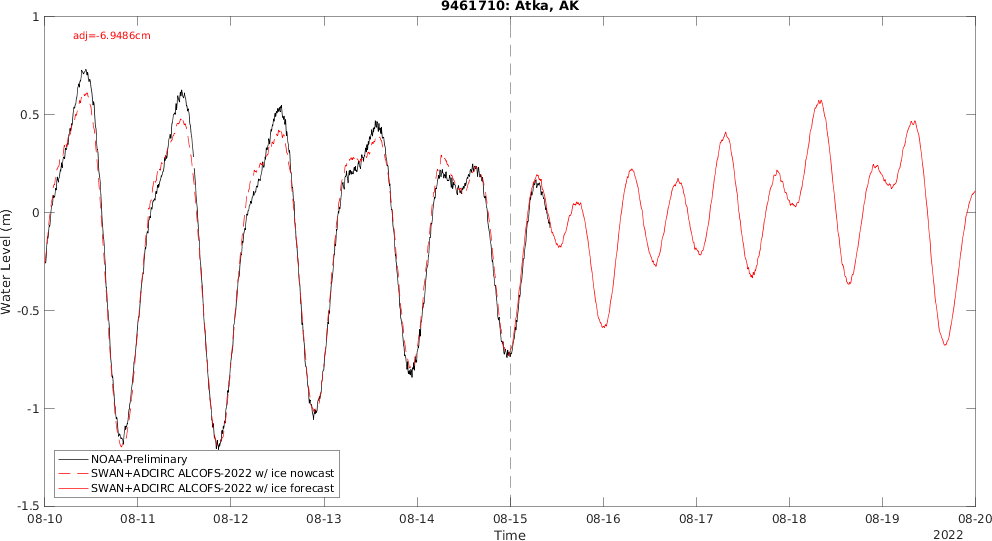 9461710: Atka, AK
adj=-6.9486cm
1
0.5
0
-0.5
-1
-1.5
Water Level (m)
NOAA-Preliminary
SWAN+ADCIRC ALCOFS-2022 w/ ice nowcast
SWAN+ADCIRC ALCOFS-2022 w/ ice forecast
08-10 08-11 08-12 08-13 08-14 08-15 08-16 08-17 08-18 08-19 08-20
Time
2022